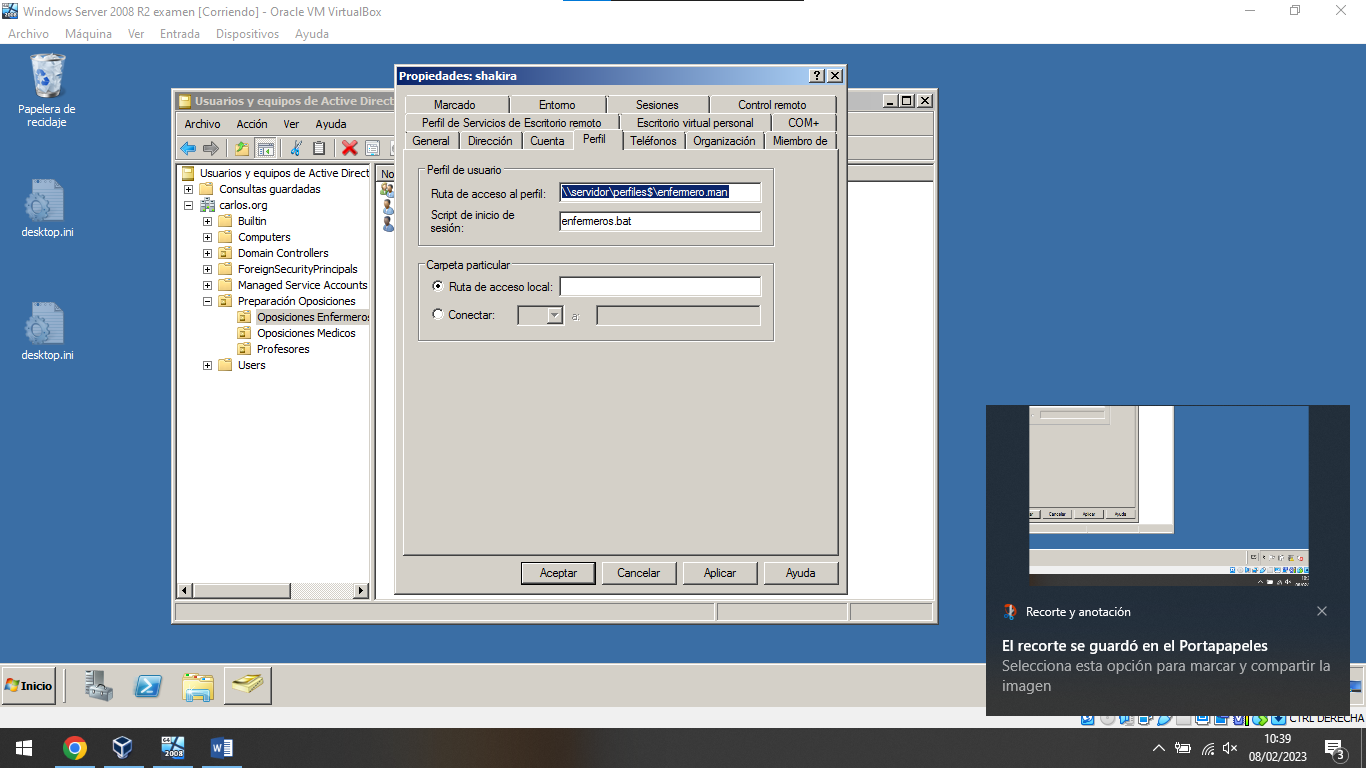 Windows Server 2008 R2 examen [Corriendo] - Oracle VM VirtualBox
Archivo Máquina Ver Entrada Dispositivos Ayuda
Papelera de
reciclaje
desktop.ini
desktop.ini
Usuarios y equipos de Active Direct
Archivo Acción Ver Ayuda
Usuarios y equipos de Active Direct
Consultas guardadas
carlos.org
Builtin
Computers
Domain Controllers
ForeignSecurityPrincipals
Managed Service Accounts
Preparación Oposiciones
Oposiciones Enfermeros
Oposiciones Medicos
Profesores
Users
No
Propiedades: shakira
Marcado Entorno Sesiones Control remoto
Perfil de Servicios de Escritorio remoto Escritorio virtual personal COM+
General Dirección Cuenta Perfil Teléfonos Organización Miembro de
Perfil de usuario
Ruta de acceso al perfil: \\servidor\perfiles$\enfermero.man
Script de inicio de
sesión: enfermeros.bat
Carpeta particular
Ruta de acceso local:
Conectar: a:
Aceptar Cancelar Aplicar Ayuda
Cancelar Aplicar Ayuda
Recorte y anotación
El recorte se guardó en el Portapapeles
Selecciona esta opción para marcar y compartir la
imagen
Inicio
CTRL DERECHA
2008
10:39
08/02/2023
3